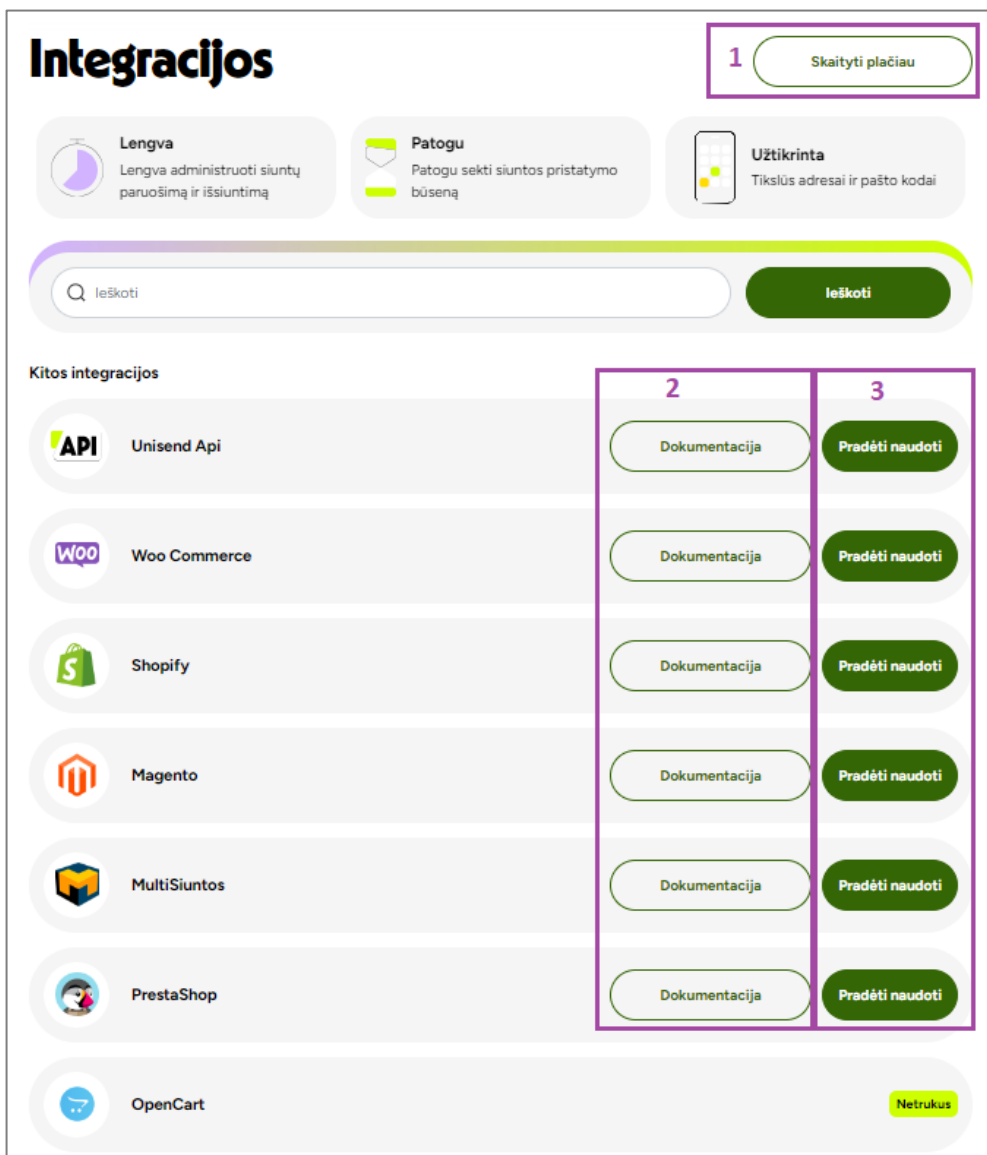 Integracijos
1
Skaityti plačiau
Lengva
Lengva administruoti siuntų
paruošimą ir išsiuntimą
Patogu
Patogu sekti siuntos pristatymo
būseną
Užtikrinta
Tikslūs adresai ir pašto kodai
Ieškoti
Ieškoti
Kitos integracijos
2
3
API
Unisend Api
Dokumentacija
Pradėti naudoti
Woo
Woo Commerce
Dokumentacija
Pradėti naudoti
S
Shopify
Dokumentacija
Pradėti naudoti
Magento
Dokumentacija
Pradėti naudoti
MultiSiuntos
Dokumentacija
Pradėti naudoti
PrestaShop
Dokumentacija
Pradėti naudoti
OpenCart
Netrukus